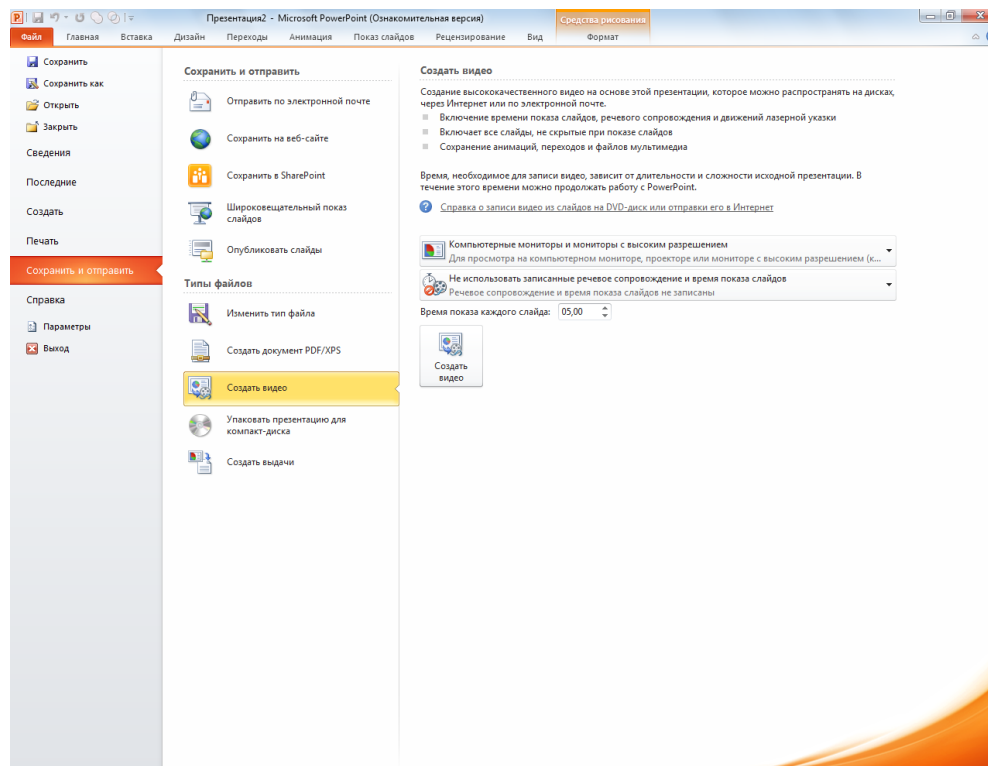 Презентация2 - Microsoft PowerPoint (Ознакомительная версия)
Средства рисования
Файл Главная Вставка Дизайн Переходы Анимация Показ слайдов Рецензирование Вид Формат
Сохранить
Сохранить как
Открыть
Закрыть
Сведения
Последние
Создать
Печать
Сохранить и отправить
Справка
Параметры
Выход
Сохранить и отправить
Отправить по электронной почте
Сохранить на веб-сайте
Сохранить в SharePoint
Широковещательный показ
слайдов
Опубликовать слайды
Типы файлов
Изменить тип файла
Создать документ PDF/XPS
Создать видео
Упаковать презентацию для
компакт-диска
Создать выдачи
Создать видео
Создание высококачественного видео на основе этой презентации, которое можно распространять на дисках,
через Интернет или по электронной почте.
Включение времени показа слайдов, речевого сопровождения и движений лазерной указки
Включает все слайды, не скрытые при показе слайдов
Сохранение анимаций, переходов и файлов мультимедиа
Время, необходимое для записи видео, зависит от длительности и сложности исходной презентации. В
течение этого времени можно продолжать работу с PowerPoint.
Справка о записи видео из слайдов на DVD-диск или отправки его в Интернет
Компьютерные мониторы и мониторы с высоким разрешением
Для просмотра на компьютерном мониторе, проекторе или мониторе с высоким разрешением (к...
Не использовать записанные речевое сопровождение и время показа слайдов
Речевое сопровождение и время показа слайдов не записаны
Время показа каждого слайда: 05,00
Создать
видео